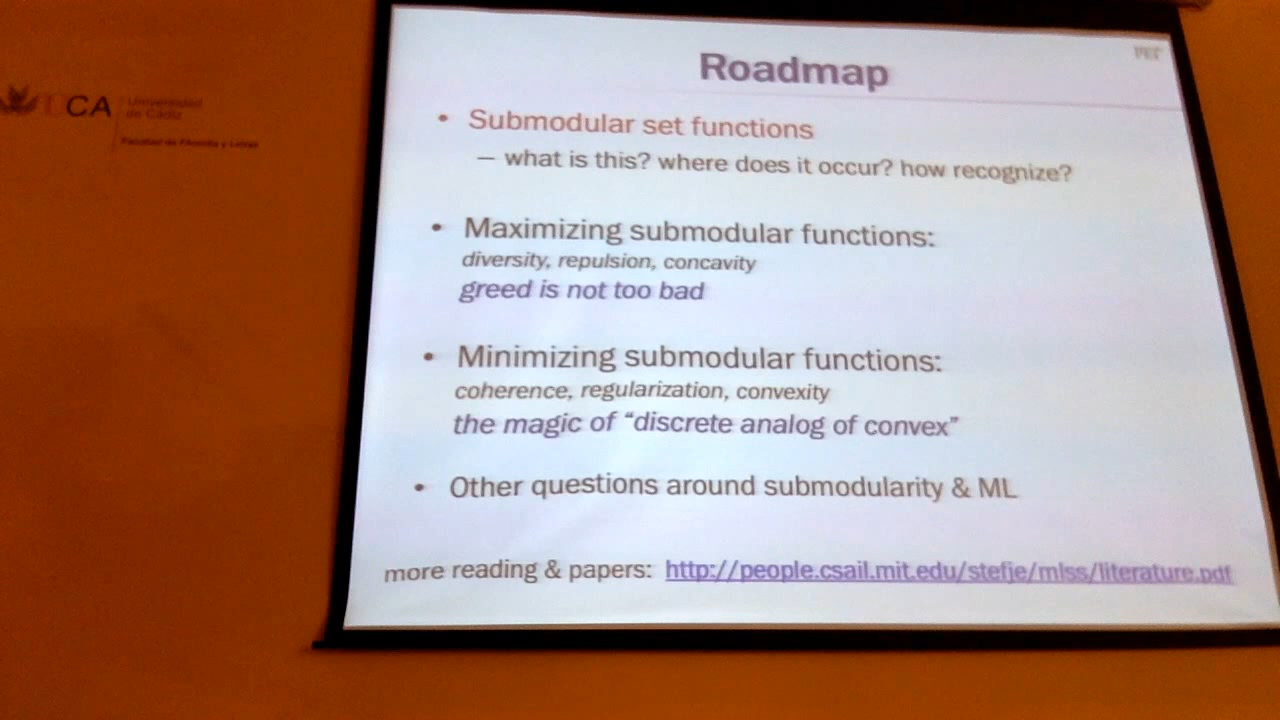 UCA
Universidad
de Cádiz
Facultad de Filosofía y Letras
Roadmap
• Submodular set functions
– what is this? where does it occur? how recognize?
• Maximizing submodular functions:
diversity, repulsion, concavity
greed is not too bad
• Minimizing submodular functions:
coherence, regularization, convexity
the magic of “discrete analog of convex”
• Other questions around submodularity & ML
more reading & papers: http://people.csail.mit.edu/stefje/mlss/literature.pdf